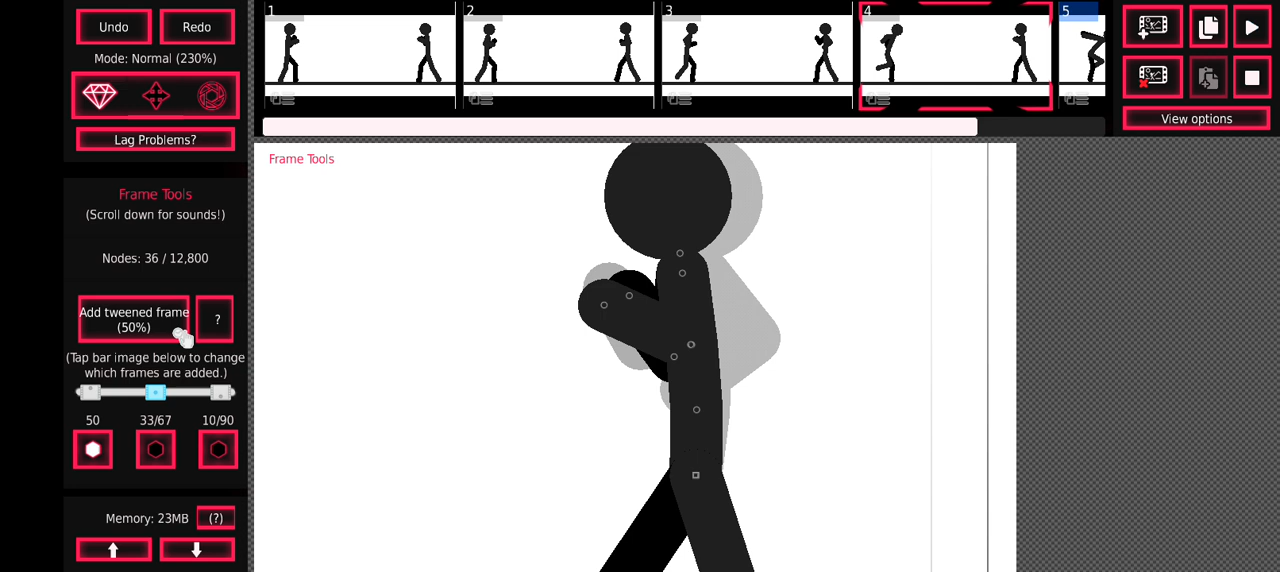 Undo
Redo
Mode: Normal (230%)
Lag Problems?
Frame Tools
(Scroll down for sounds!)
Nodes: 36 / 12,800
Add tweened frame
(50%)
?
(Tap bar image below to change
which frames are added.)
50
33/67
10/90
Memory: 23MB
(?)
1
2
3
4
5
View options
Frame Tools